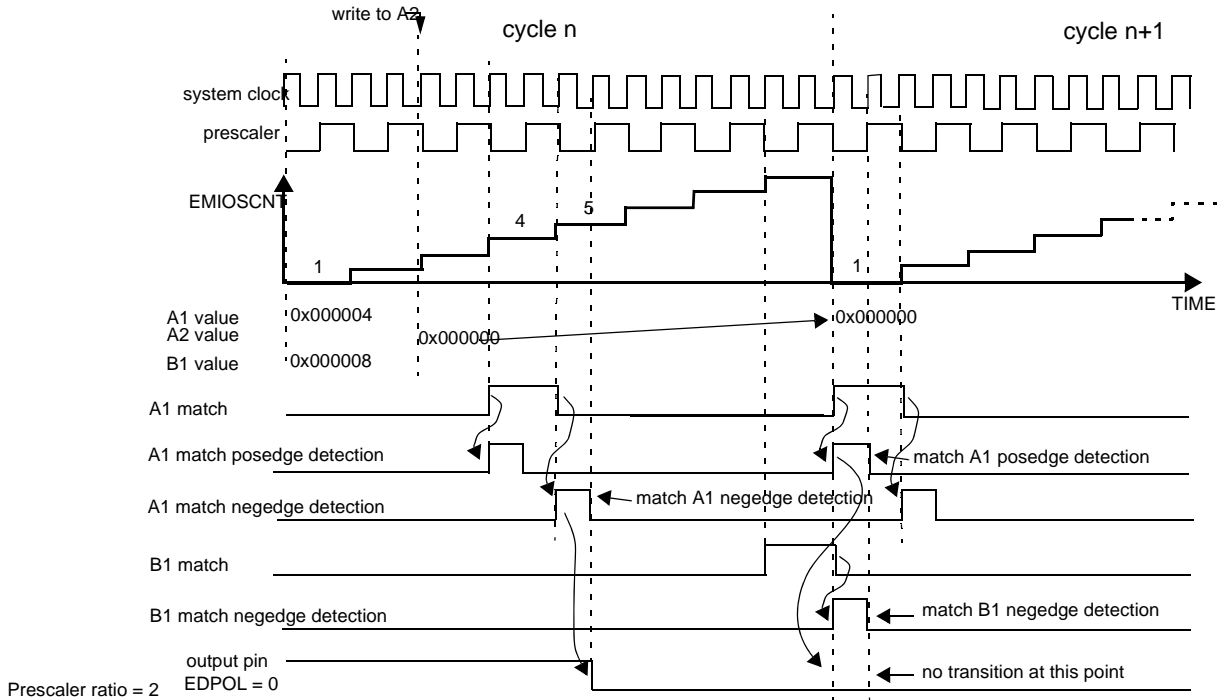 write to A2
cycle n
cycle n+1
system clock
prescaler
EMIOSCNT
4
5
1
1
TIME
A1 value
0x000004
0x000000
A2 value
0x000000
B1 value
0x000008
A1 match
A1 match posedge detection
match A1 posedge detection
A1 match negedge detection
match A1 negedge detection
B1 match
B1 match negedge detection
match B1 negedge detection
output pin
no transition at this point
EDPOL = 0
Prescaler ratio = 2